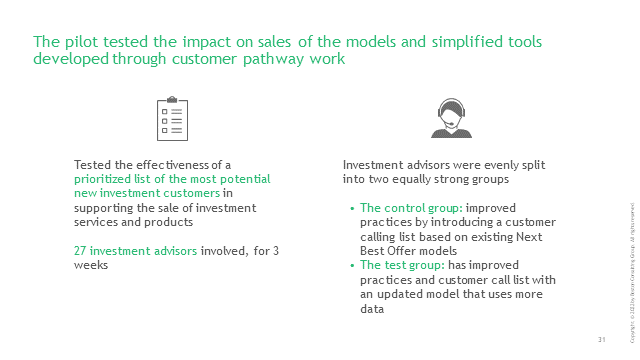 The pilot tested the impact on sales of the models and simplified tools
developed through customer pathway work
Tested the effectiveness of a
prioritized list of the most potential
new investment customers in
supporting the sale of investment
services and products
27 investment advisors involved, for 3
weeks
Investment advisors were evenly split
into two equally strong groups
• The control group: improved
practices by introducing a customer
calling list based on existing Next
Best Offer models
• The test group: has improved
practices and customer call list with
an updated model that uses more
data
31
Copyright © 2022 by Boston Consulting Group. All rights reserved.